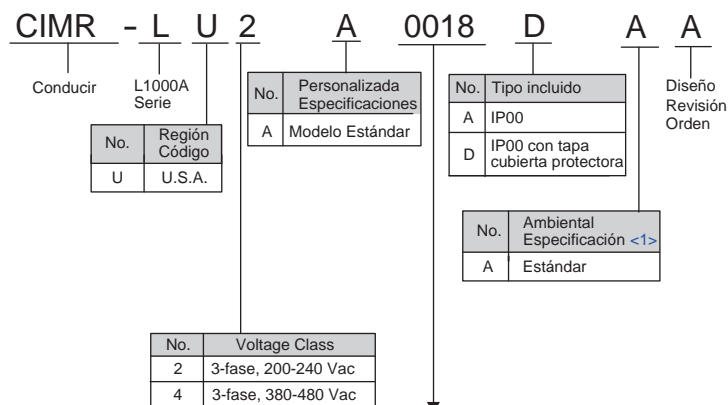 CIMR - L U 2 A 0018 D A A
Conducir
L1000A
Serie
No. Región
Código
U U.S.A.
No. Personalizada
Especificaciones
A Modelo Estándar
No. Tipo incluido
A IP00
D IP00 con tapa
cubierta protectora
Diseño
Revisión
Orden
No. Ambiental
Especificación <1>
A Estándar
No. Voltage Class
2 3-fase, 200-240 Vac
4 3-fase, 380-480 Vac